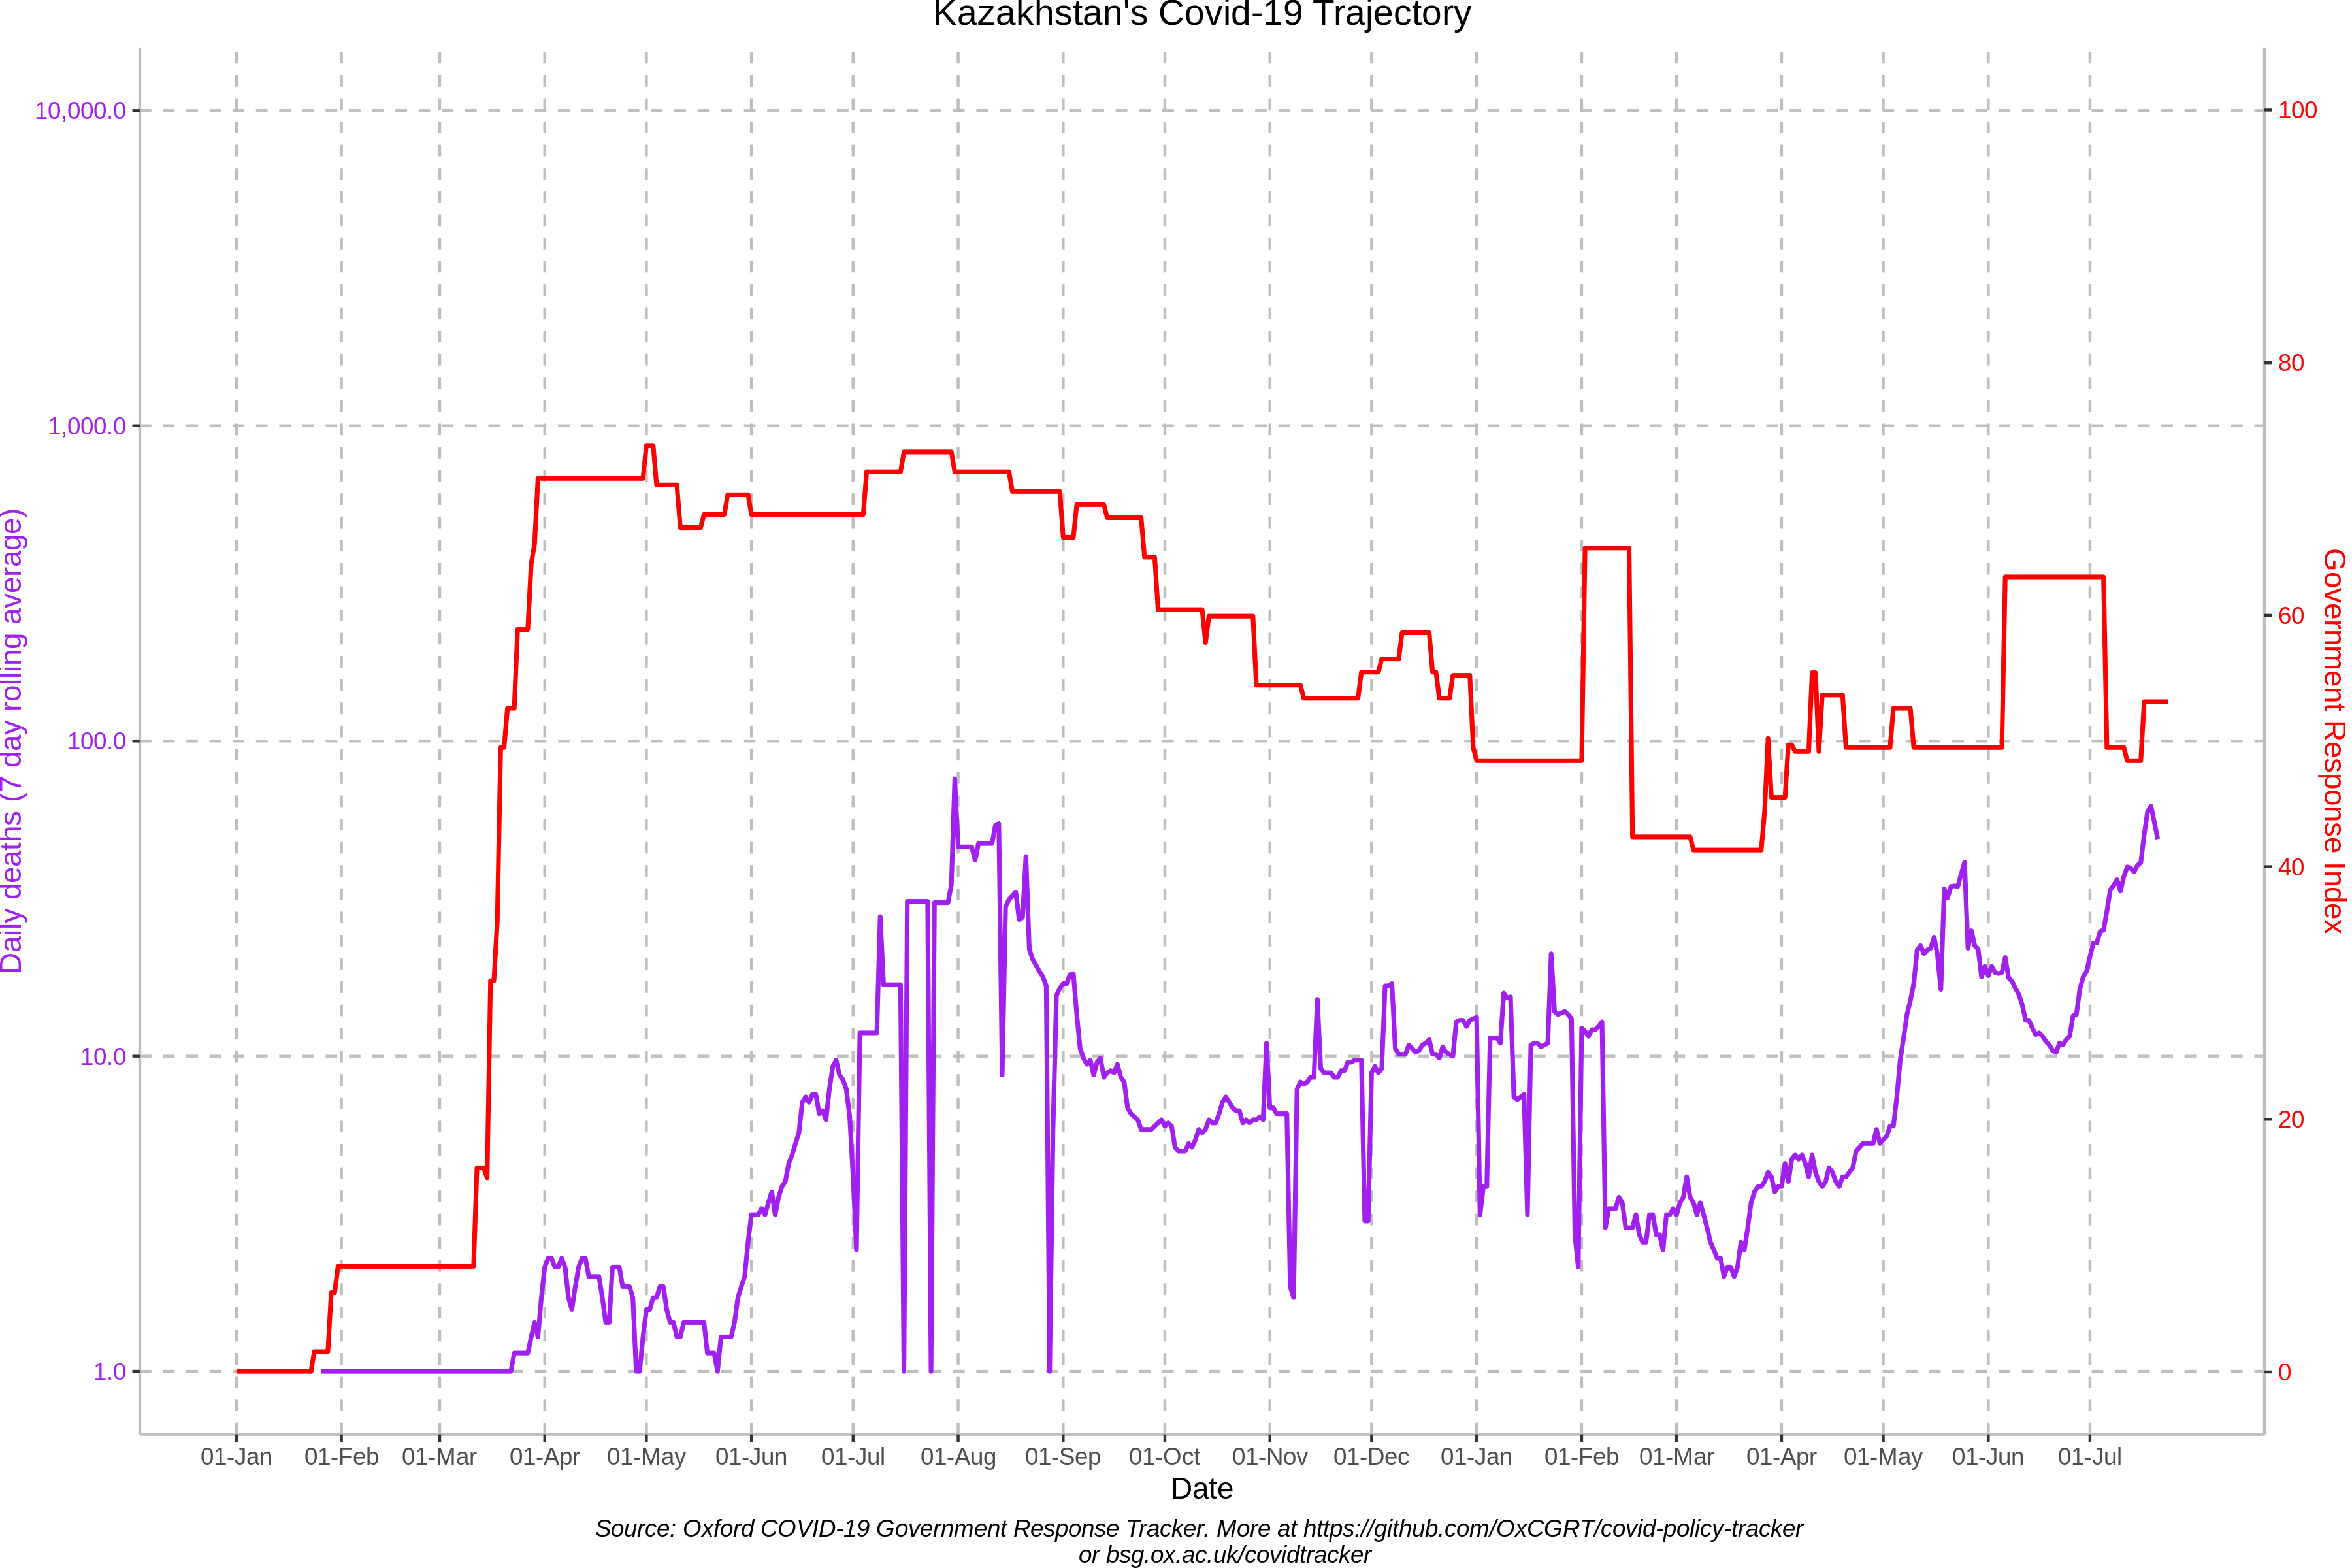 Kazakhstan's Covid-19 Trajectory
10,000.0
1,000.0
100.0
10.0
1.0
Daily deaths (7 day rolling average)
100
80
60
40
20
0
Government Response Index
01-Jan 01-Feb 01-Mar 01-Apr 01-May 01-Jun 01-Jul 01-Aug 01-Sep 01-Oct 01-Nov 01-Dec 01-Jan 01-Feb 01-Mar 01-Apr 01-May 01-Jun 01-Jul
Date
Source: Oxford COVID-19 Government Response Tracker. More at https://github.com/OxCGRT/covid-policy-tracker
or bsg.ox.ac.uk/covidtracker